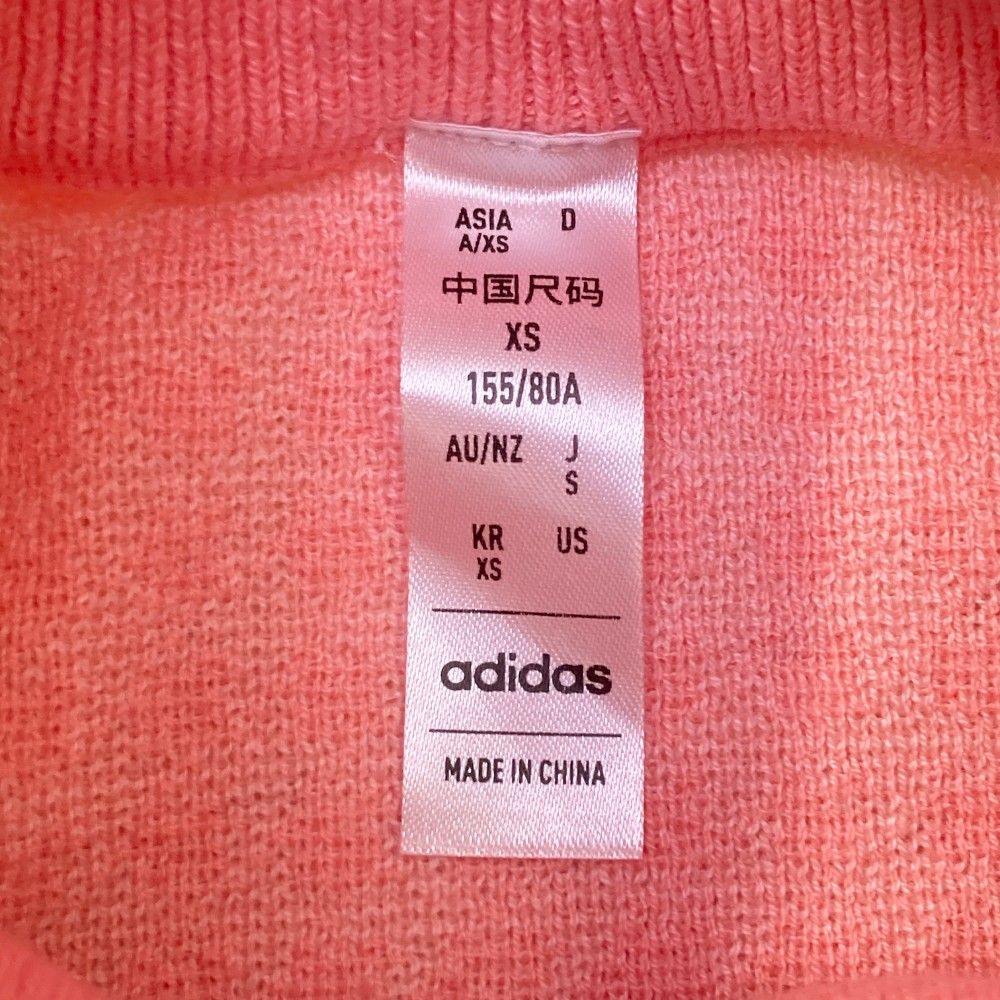 ASIA D
A/XS
中国尺码
XS
155/80A
AU/NZ J
S
KR US
XS
adidas
MADE IN CHINA